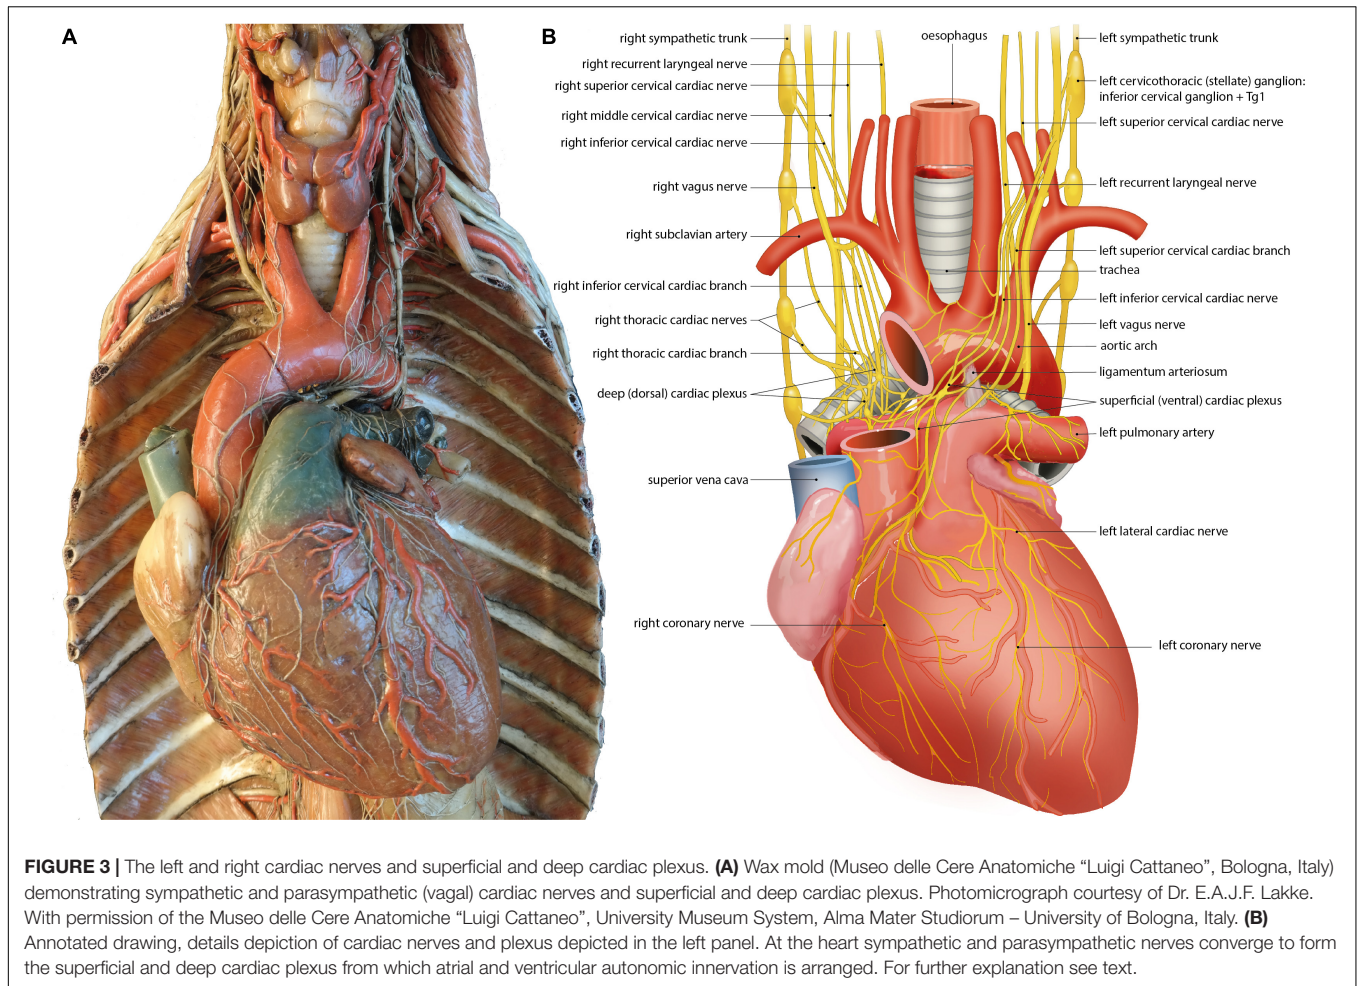 A
B
right sympathetic trunk
right recurrent laryngeal nerve
right superior cervical cardiac nerve
right middle cervical cardiac nerve
right inferior cervical cardiac nerve
right vagus nerve
right subclavian artery
right inferior cervical cardiac branch
right thoracic cardiac nerves
right thoracic cardiac branch
deep (dorsal) cardiac plexus
superior vena cava
right coronary nerve
oesophagus
left sympathetic trunk
left cervicothoracic (stellate) ganglion:
inferior cervical ganglion + Tg1
left superior cervical cardiac nerve
left recurrent laryngeal nerve
left superior cervical cardiac branch
trachea
left inferior cervical cardiac nerve
left vagus nerve
aortic arch
ligamentum arteriosum
superficial (ventral) cardiac plexus
left pulmonary artery
left lateral cardiac nerve
left coronary nerve
FIGURE 3 | The left and right cardiac nerves and superficial and deep cardiac plexus. (A) Wax mold (Museo delle Cere Anatomiche “Luigi Cattaneo”, Bologna, Italy)
demonstrating sympathetic and parasympathetic (vagal) cardiac nerves and superficial and deep cardiac plexus. Photomicrograph courtesy of Dr. E.A.J.F. Lakke.
With permission of the Museo delle Cere Anatomiche “Luigi Cattaneo”, University Museum System, Alma Mater Studiorum – University of Bologna, Italy. (B)
Annotated drawing, details depiction of cardiac nerves and plexus depicted in the left panel. At the heart sympathetic and parasympathetic nerves converge to form
the superficial and deep cardiac plexus from which atrial and ventricular autonomic innervation is arranged. For further explanation see text.